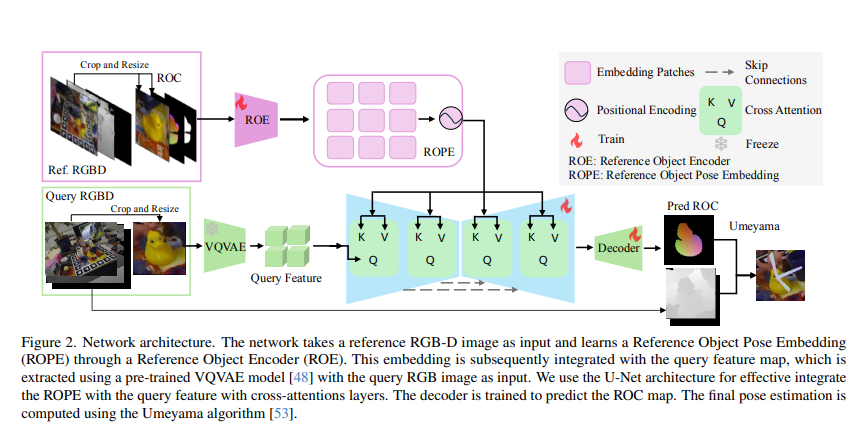 Crop and Resize
ROC
Ref. RGBD
ROE
ROPE
Embedding Patches
Skip Connections
Positional Encoding
K V
Q
Cross Attention
Train
Freeze
ROE: Reference Object Encoder
ROPE: Reference Object Pose Embedding
Query RGBD
Crop and Resize
VQVAE
Query Feature
K V
Q
K V
Q
K V
Q
K V
Q
Decoder
Pred ROC
Umeyama
Figure 2. Network architecture. The network takes a reference RGB-D image as input and learns a Reference Object Pose Embedding
(ROPE) through a Reference Object Encoder (ROE). This embedding is subsequently integrated with the query feature map, which is
extracted using a pre-trained VQVAE model [48] with the query RGB image as input. We use the U-Net architecture for effective integrate
the ROPE with the query feature with cross-attentions layers. The decoder is trained to predict the ROC map. The final pose estimation is
computed using the Umeyama algorithm [53].